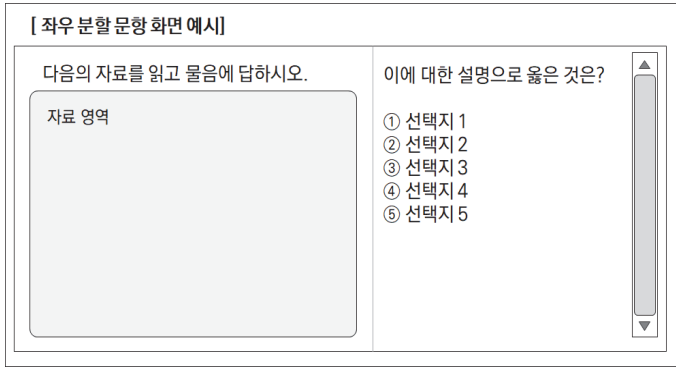 [ 좌우 분할 문항 화면 예시]
다음의 자료를 읽고 물음에 답하시오.
자료 영역
이에 대한 설명으로 옳은 것은?
① 선택지 1
② 선택지 2
③ 선택지 3
④ 선택지 4
⑤ 선택지 5